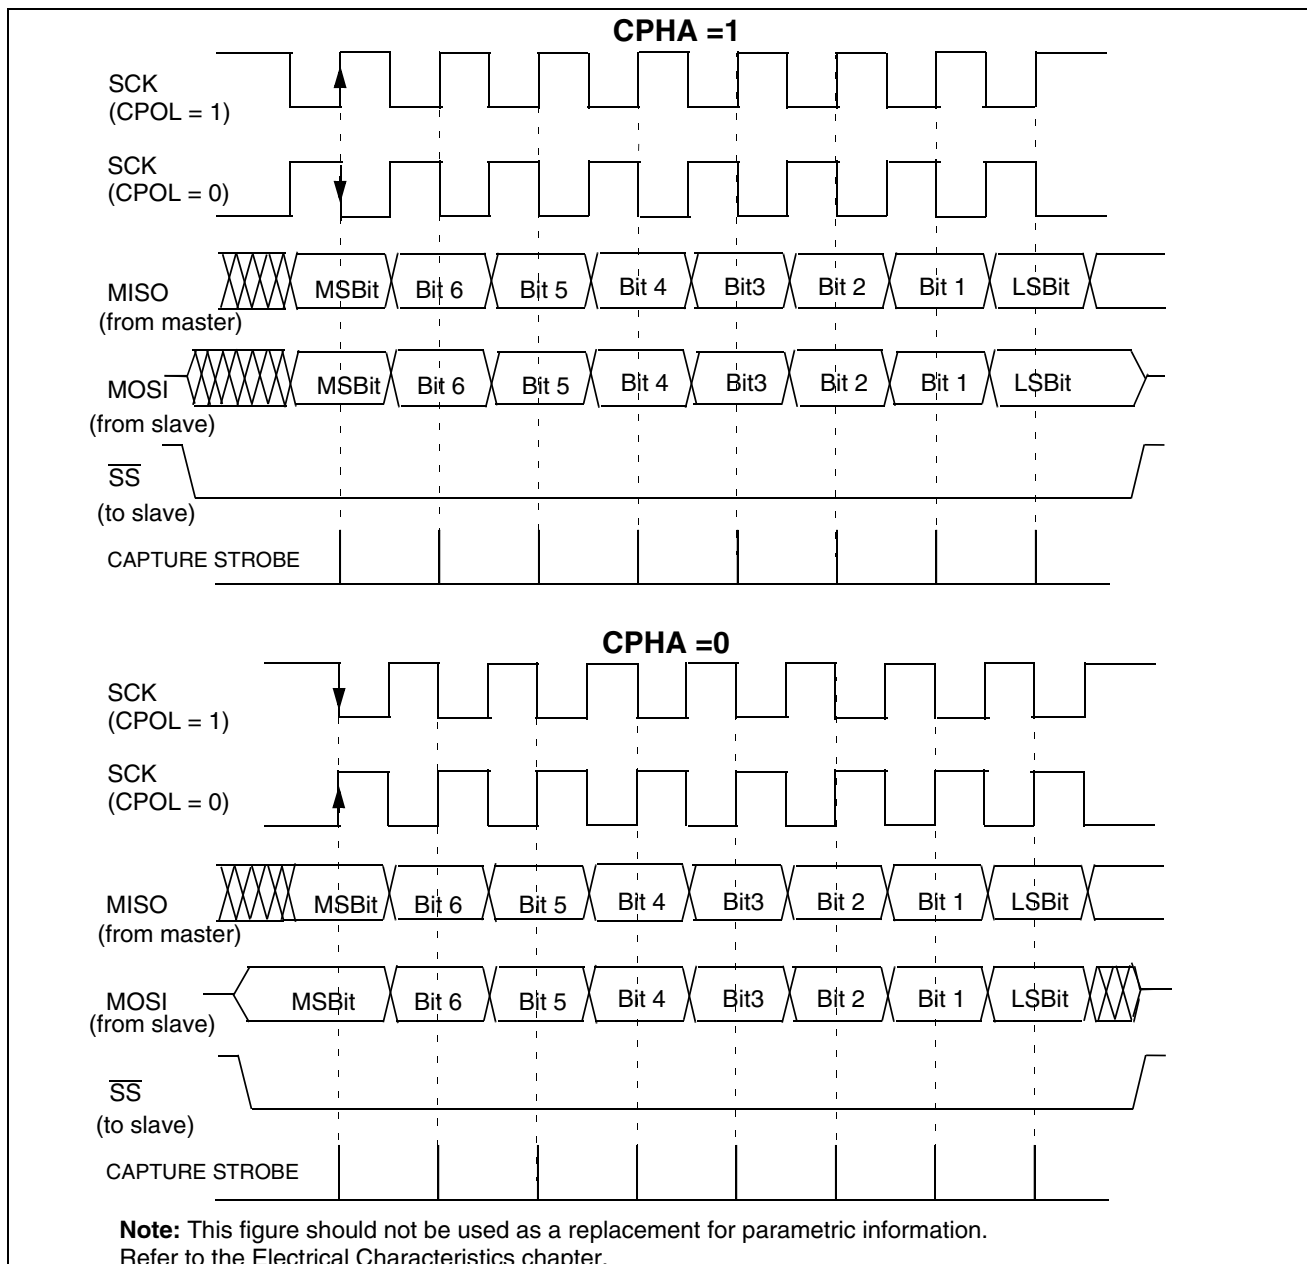 CPHA =1
SCK
(CPOL = 1)
SCK
(CPOL = 0)
MISO
(from master)
MSBit Bit 6 Bit 5 Bit 4 Bit3 Bit 2 Bit 1 LSBit
MOSI
(from slave)
MSBit Bit 6 Bit 5 Bit 4 Bit3 Bit 2 Bit 1 LSBit
SS
(to slave)
CAPTURE STROBE
CPHA =0
SCK
(CPOL = 1)
SCK
(CPOL = 0)
MISO
(from master)
MSBit Bit 6 Bit 5 Bit 4 Bit3 Bit 2 Bit 1 LSBit
MOSI
(from slave)
MSBit Bit 6 Bit 5 Bit 4 Bit3 Bit 2 Bit 1 LSBit
SS
(to slave)
CAPTURE STROBE
Note: This figure should not be used as a replacement for parametric information.
Refer to the Electrical Characteristics chapter.